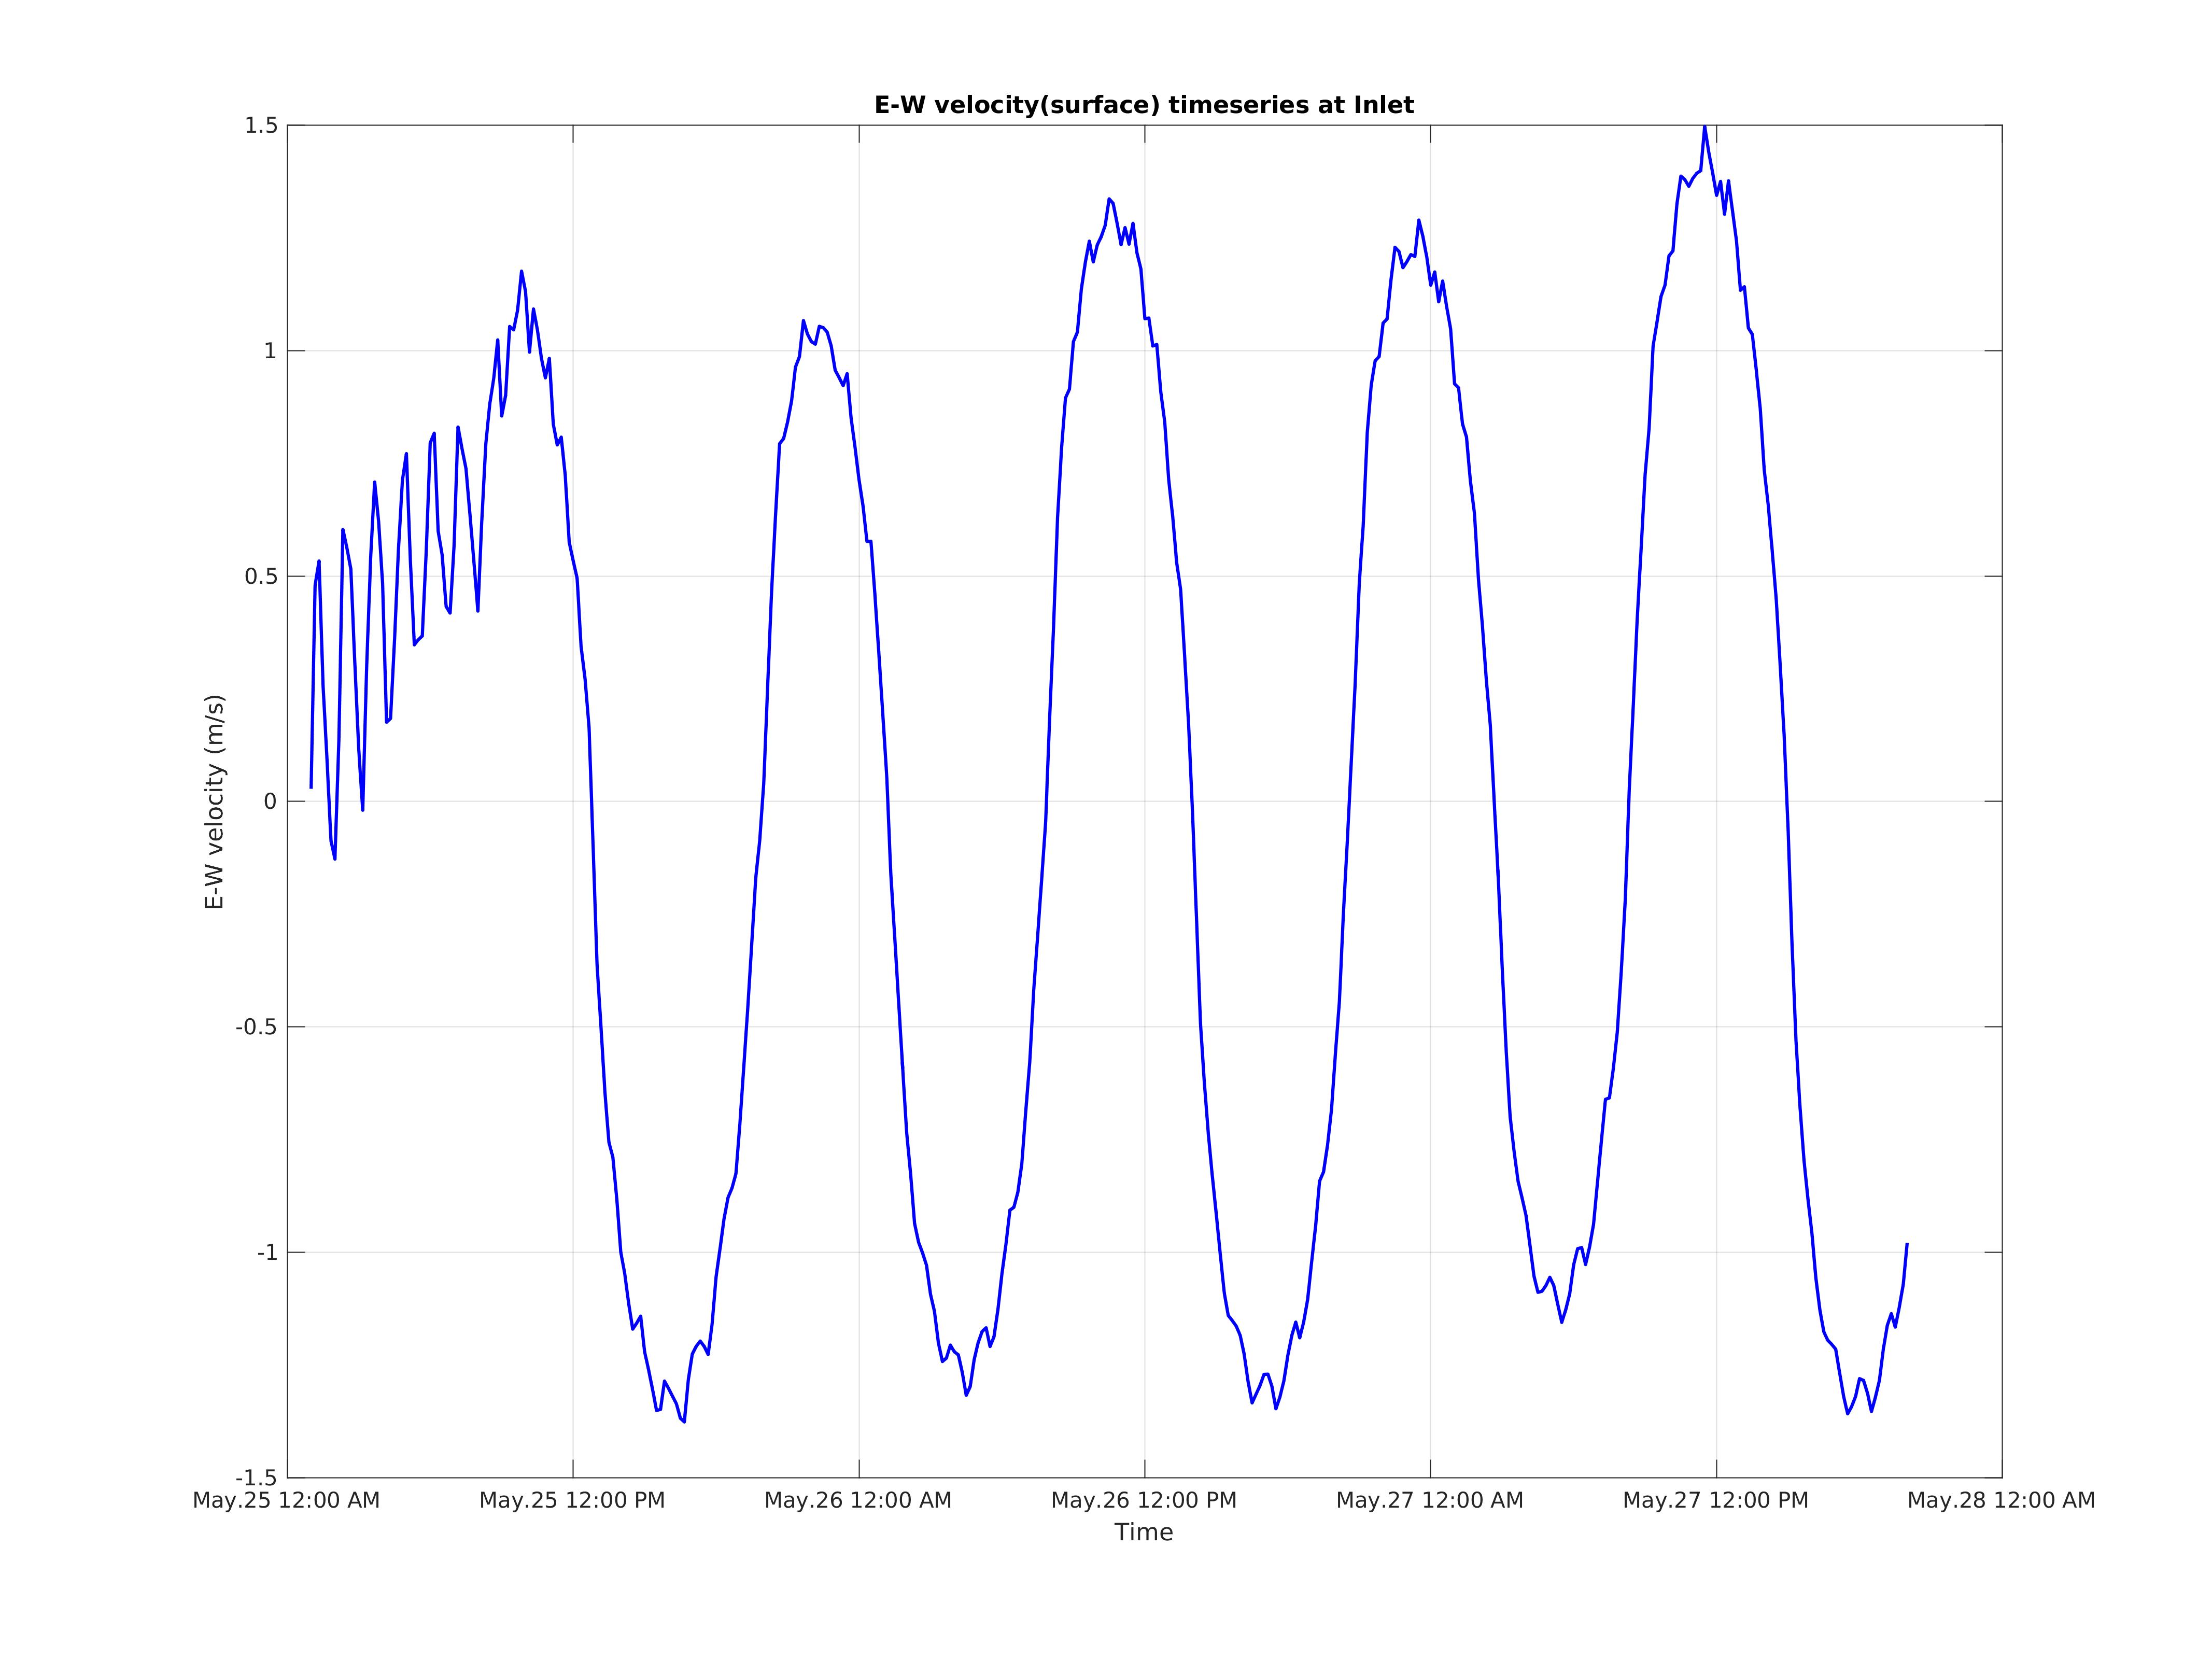 E-W velocity(surface) timeseries at Inlet
1.5
1
0.5
0
-0.5
-1
-1.5
E-W velocity (m/s)
May.25 12:00 AM May.25 12:00 PM May.26 12:00 AM May.26 12:00 PM May.27 12:00 AM May.27 12:00 PM May.28 12:00 AM
Time